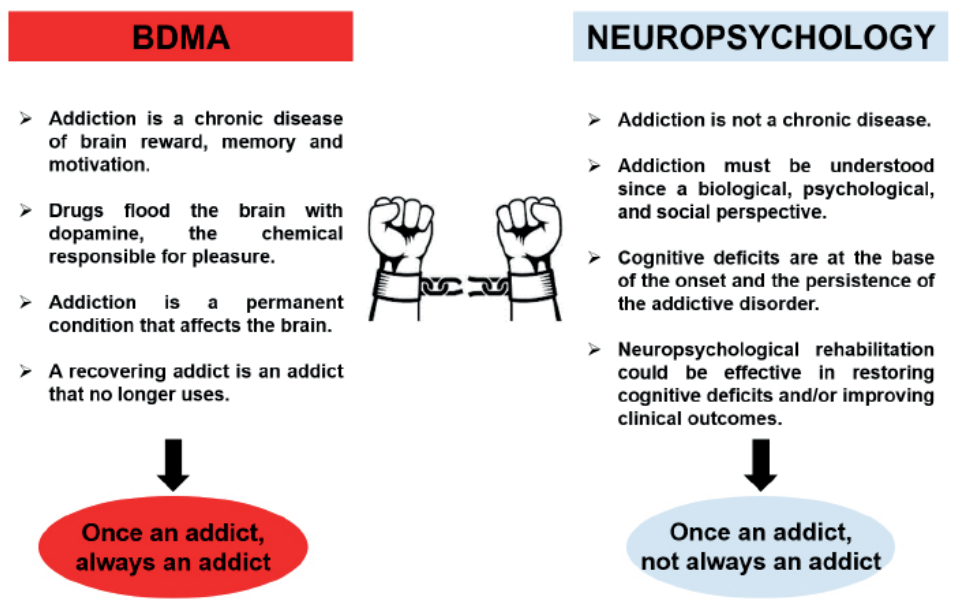 BDMA
➢ Addiction is a chronic disease
of brain reward, memory and
motivation.
➢ Drugs flood the brain with
dopamine, the chemical
responsible for pleasure.
➢ Addiction is a permanent
condition that affects the brain.
➢ A recovering addict is an addict
that no longer uses.
Once an addict,
always an addict
NEUROPSYCHOLOGY
➢ Addiction is not a chronic disease.
➢ Addiction must be understood
since a biological, psychological,
and social perspective.
➢ Cognitive deficits are at the base
of the onset and the persistence of
the addictive disorder.
➢ Neuropsychological rehabilitation
could be effective in restoring
cognitive deficits and/or improving
clinical outcomes.
Once an addict,
not always an addict